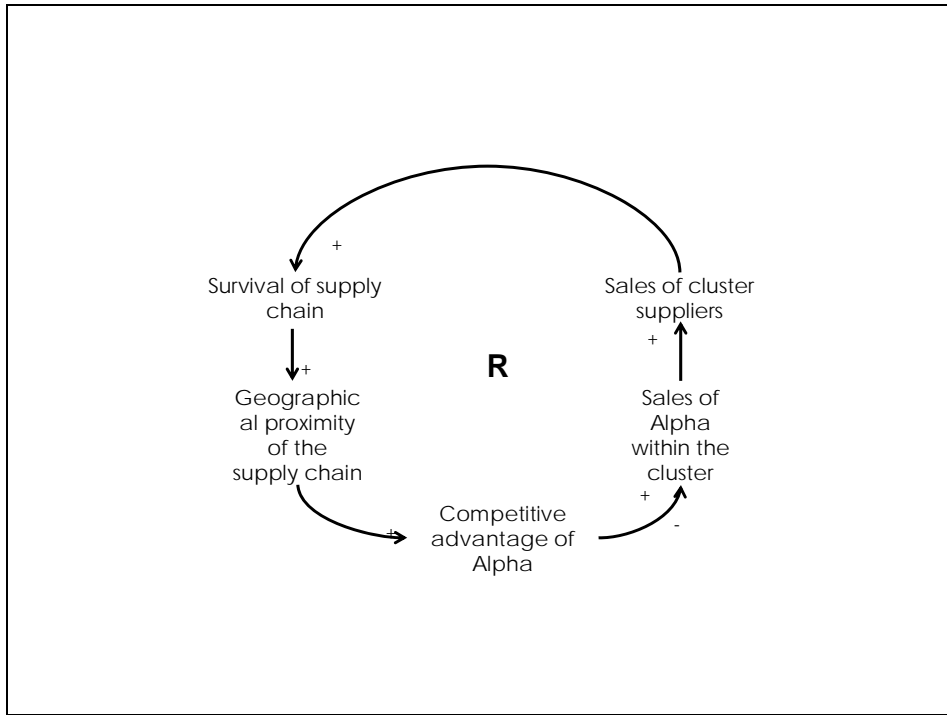 +
Survival of supply
chain
Sales of cluster
suppliers
+
R
+
Geographic
al proximity
of the
supply chain
Sales of
Alpha
within the
cluster
+
-
+
Competitive
advantage of
Alpha